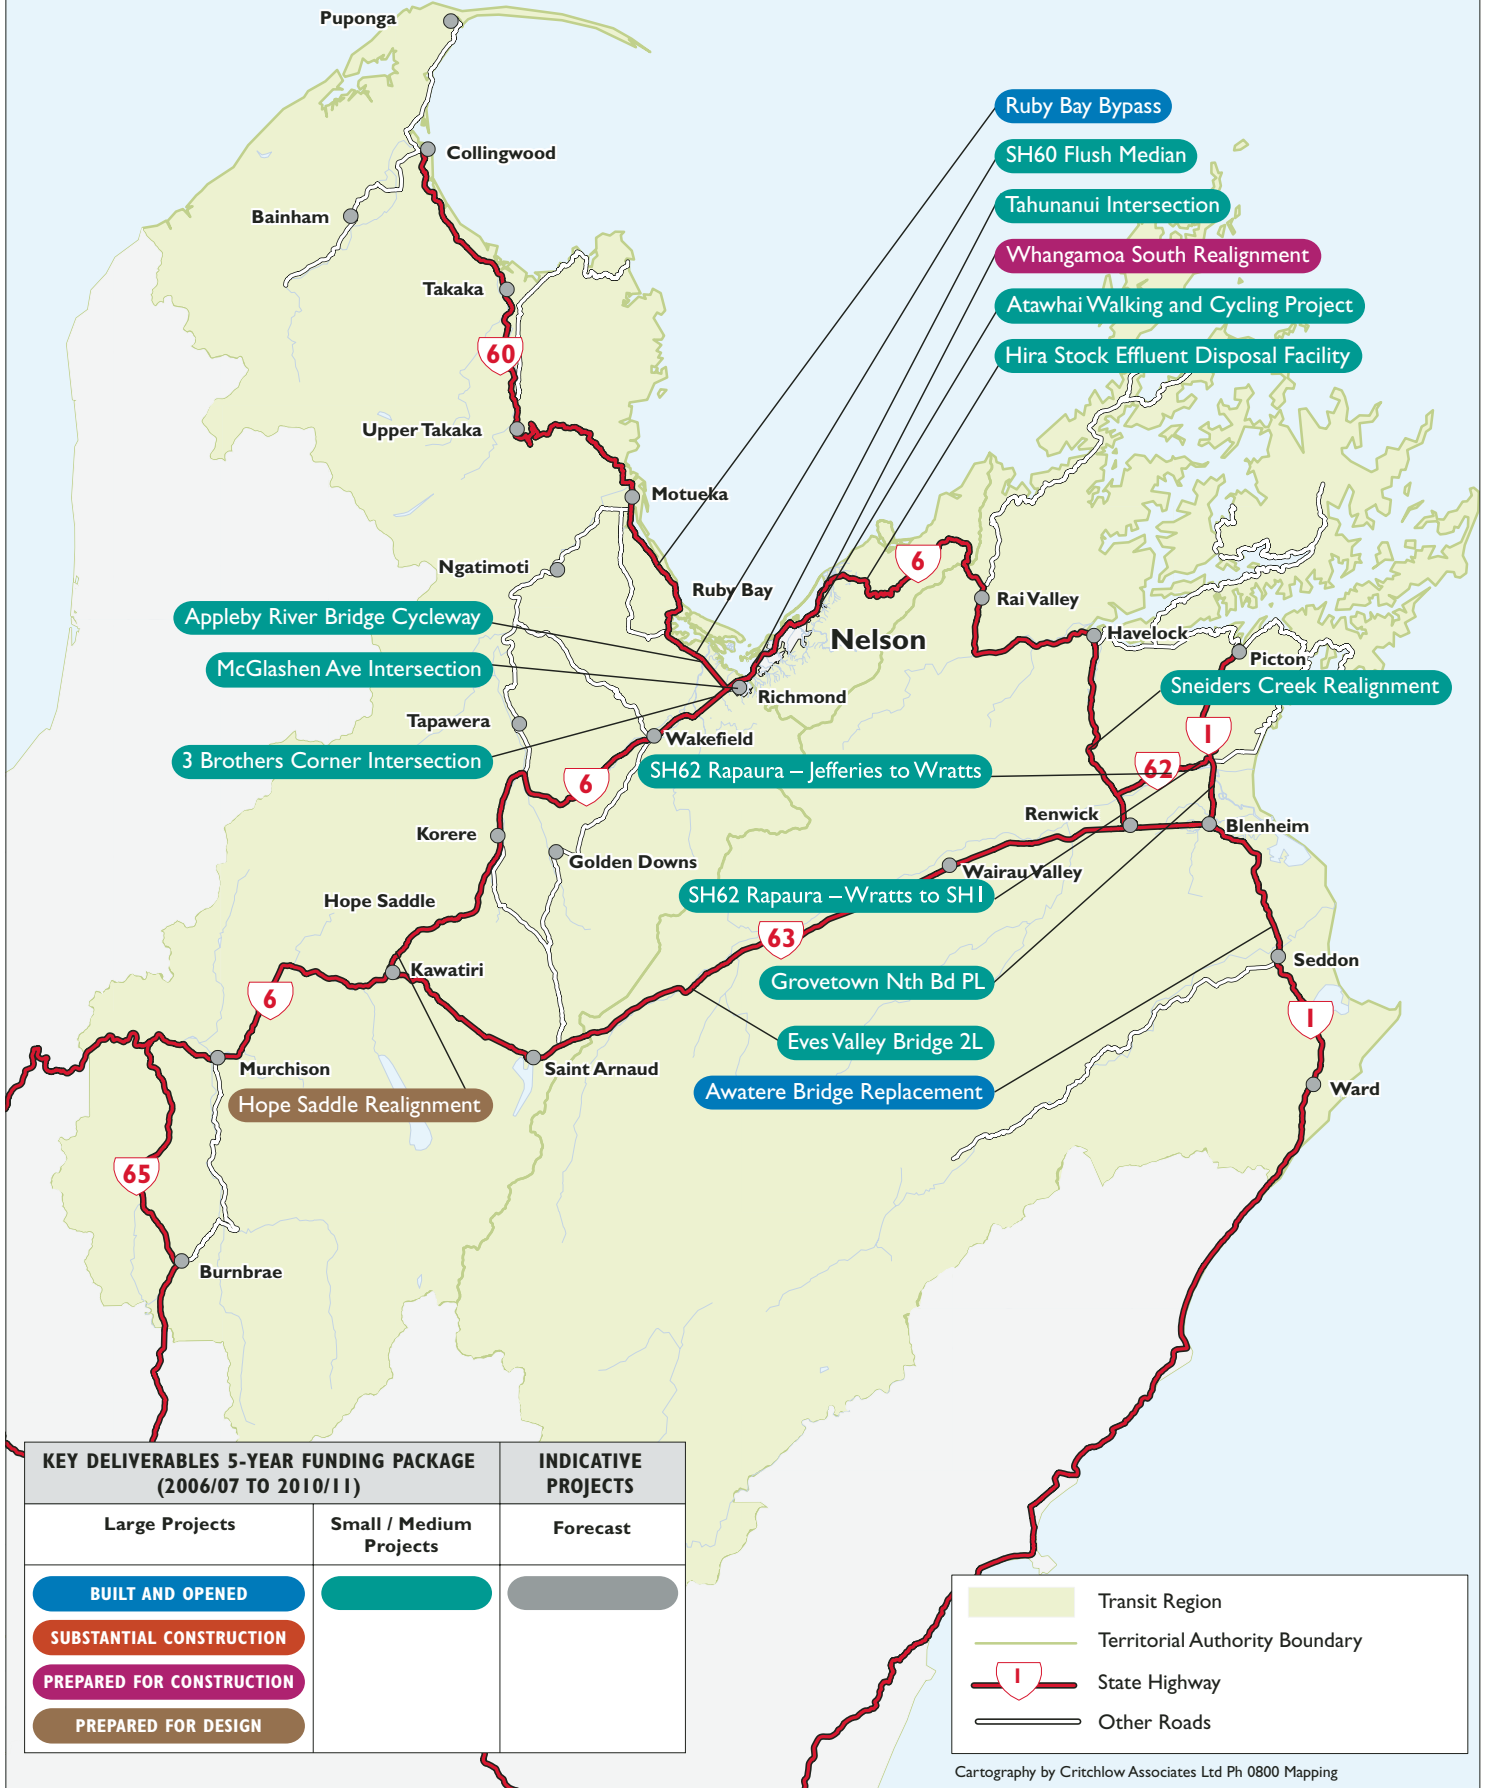 Puponga
Collingwood
Bainham
Takaka
60
Upper Takaka
Motueka
Ngatimoti
Ruby Bay
Ruby Bay Bypass
SH60 Flush Median
Tahunanui Intersection
Whangamoa South Realignment
Atawhai Walking and Cycling Project
Hira Stock Effluent Disposal Facility
6
Rai Valley
Nelson
Havelock
Picton
Appleby River Bridge Cycleway
McGlashen Ave Intersection
Richmond
Sneiders Creek Realignment
Tapawera
Wakefield
1
3 Brothers Corner Intersection
SH62 Rapaura – Jefferies to Wratts
62
6
Renwick
Blenheim
Korere
Golden Downs
Wairau Valley
Hope Saddle
SH62 Rapaura – Wratts to SH1
63
Kawatiri
Seddon
Grovetown Nth Bd PL
6
1
Eves Valley Bridge 2L
Murchison
Saint Arnaud
Awatere Bridge Replacement
Ward
Hope Saddle Realignment
65
Burnbrae
KEY DELIVERABLES 5-YEAR FUNDING PACKAGE
(2006/07 TO 2010/11)
INDICATIVE
PROJECTS
Large Projects
Small / Medium
Projects
Forecast
BUILT AND OPENED
SUBSTANTIAL CONSTRUCTION
PREPARED FOR CONSTRUCTION
PREPARED FOR DESIGN
Transit Region
Territorial Authority Boundary
1
State Highway
Other Roads
Cartography by Critchlow Associates Ltd Ph 0800 Mapping